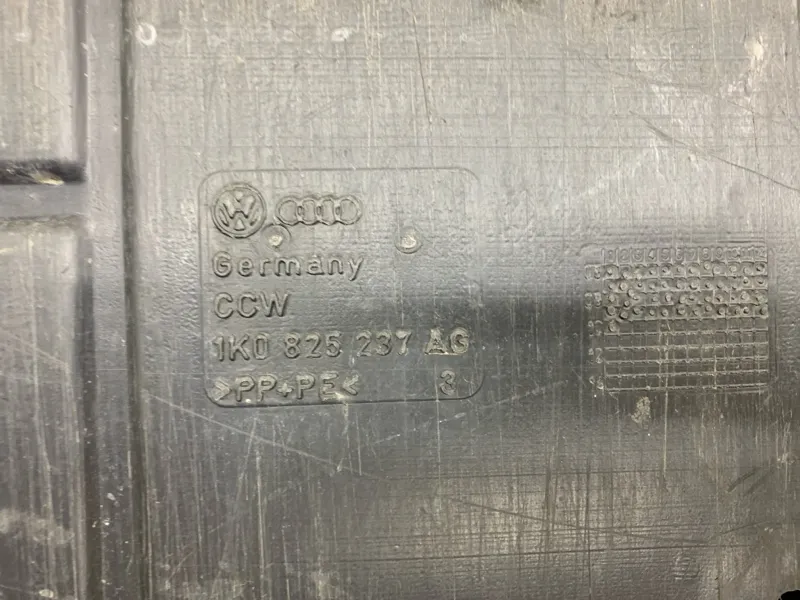 Germany
CCW
1K0 825 237 AG
>PP+PE< 3